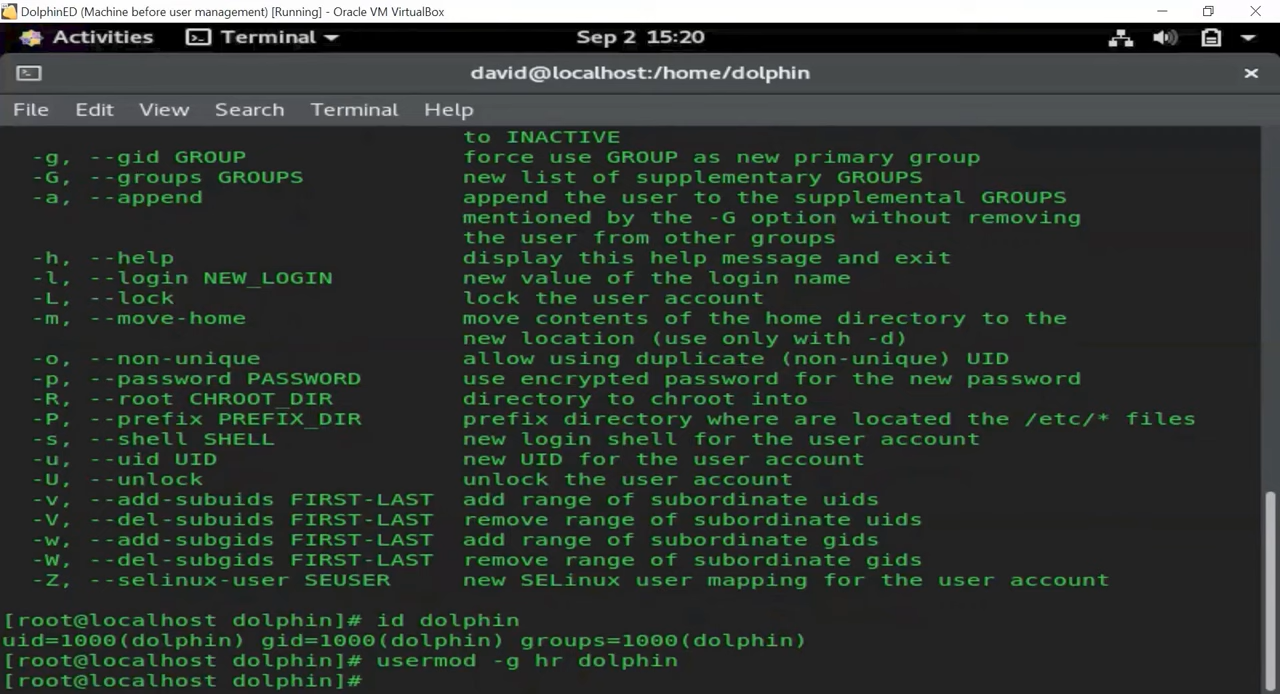 DolphinED (Machine before user management) [Running] - Oracle VM VirtualBox
Activities Terminal Sep 2 15:20
david@localhost:/home/dolphin
File Edit View Search Terminal Help
to INACTIVE
-g, --gid GROUP force use GROUP as new primary group
-G, --groups GROUPS new list of supplementary GROUPS
-a, --append append the user to the supplemental GROUPS
mentioned by the -G option without removing
the user from other groups
-h, --help display this help message and exit
-l, --login NEW_LOGIN new value of the login name
-L, --lock lock the user account
-m, --move-home move contents of the home directory to the
new location (use only with -d)
-o, --non-unique allow using duplicate (non-unique) UID
-p, --password PASSWORD use encrypted password for the new password
-R, --root CHROOT_DIR directory to chroot into
-P, --prefix PREFIX_DIR prefix directory where are located the /etc/* files
-s, --shell SHELL new login shell for the user account
-u, --uid UID new UID for the user account
-U, --unlock unlock the user account
-v, --add-subuids FIRST-LAST add range of subordinate uids
-V, --del-subuids FIRST-LAST remove range of subordinate uids
-w, --add-subgids FIRST-LAST add range of subordinate gids
-W, --del-subgids FIRST-LAST remove range of subordinate gids
-Z, --selinux-user SEUSER new SELinux user mapping for the user account
[root@localhost dolphin]# id dolphin
uid=1000(dolphin) gid=1000(dolphin) groups=1000(dolphin)
[root@localhost dolphin]# usermod -g hr dolphin
[root@localhost dolphin]#